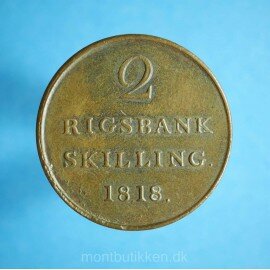 2
RIGSBANK
SKILLING.
1818.
montbutikken.dk